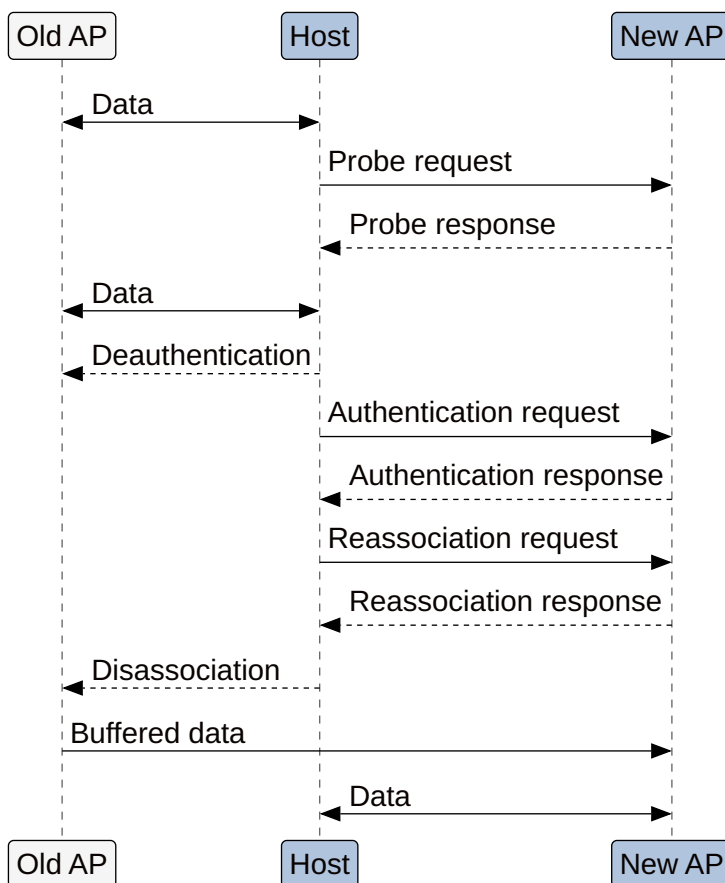 Old AP
Host
New AP
Data
Probe request
Probe response
Data
Deauthentication
Authentication request
Authentication response
Reassociation request
Reassociation response
Disassociation
Buffered data
Data
Old AP
Host
New AP